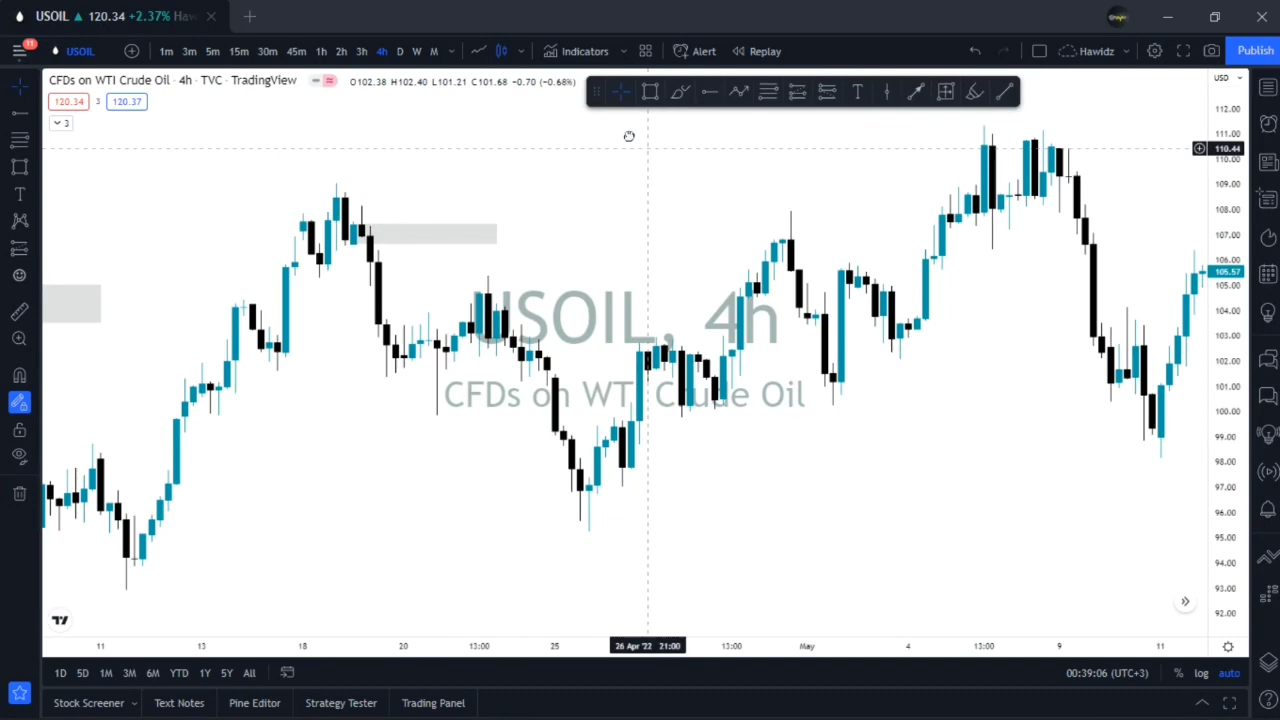 USOIL ▲ 120.34 +2.37% Haw
11 USOIL 1m 3m 5m 15m 30m 45m 1h 2h 3h 4h D W M Indicators Alert Replay Hawidz Publish
CFDs on WTI Crude Oil · 4h · TVC · TradingView O102.38 H102.40 L101.21 C101.68 −0.70 (−0.68%) USD
120.34 3 120.37
3
112.00
111.00
110.44
110.00
109.00
108.00
107.00
106.00
105.57
105.00
104.00
103.00
102.00
101.00
100.00
99.00
98.00
97.00
96.00
95.00
94.00
93.00
92.00
USOIL, 4h
CFDs on WTI Crude Oil
11 13 18 20 13:00 25 26 Apr '22 21:00 13:00 May 4 13:00 9 11
1D 5D 1M 3M 6M YTD 1Y 5Y All 00:39:06 (UTC+3) % log auto
Stock Screener Text Notes Pine Editor Strategy Tester Trading Panel